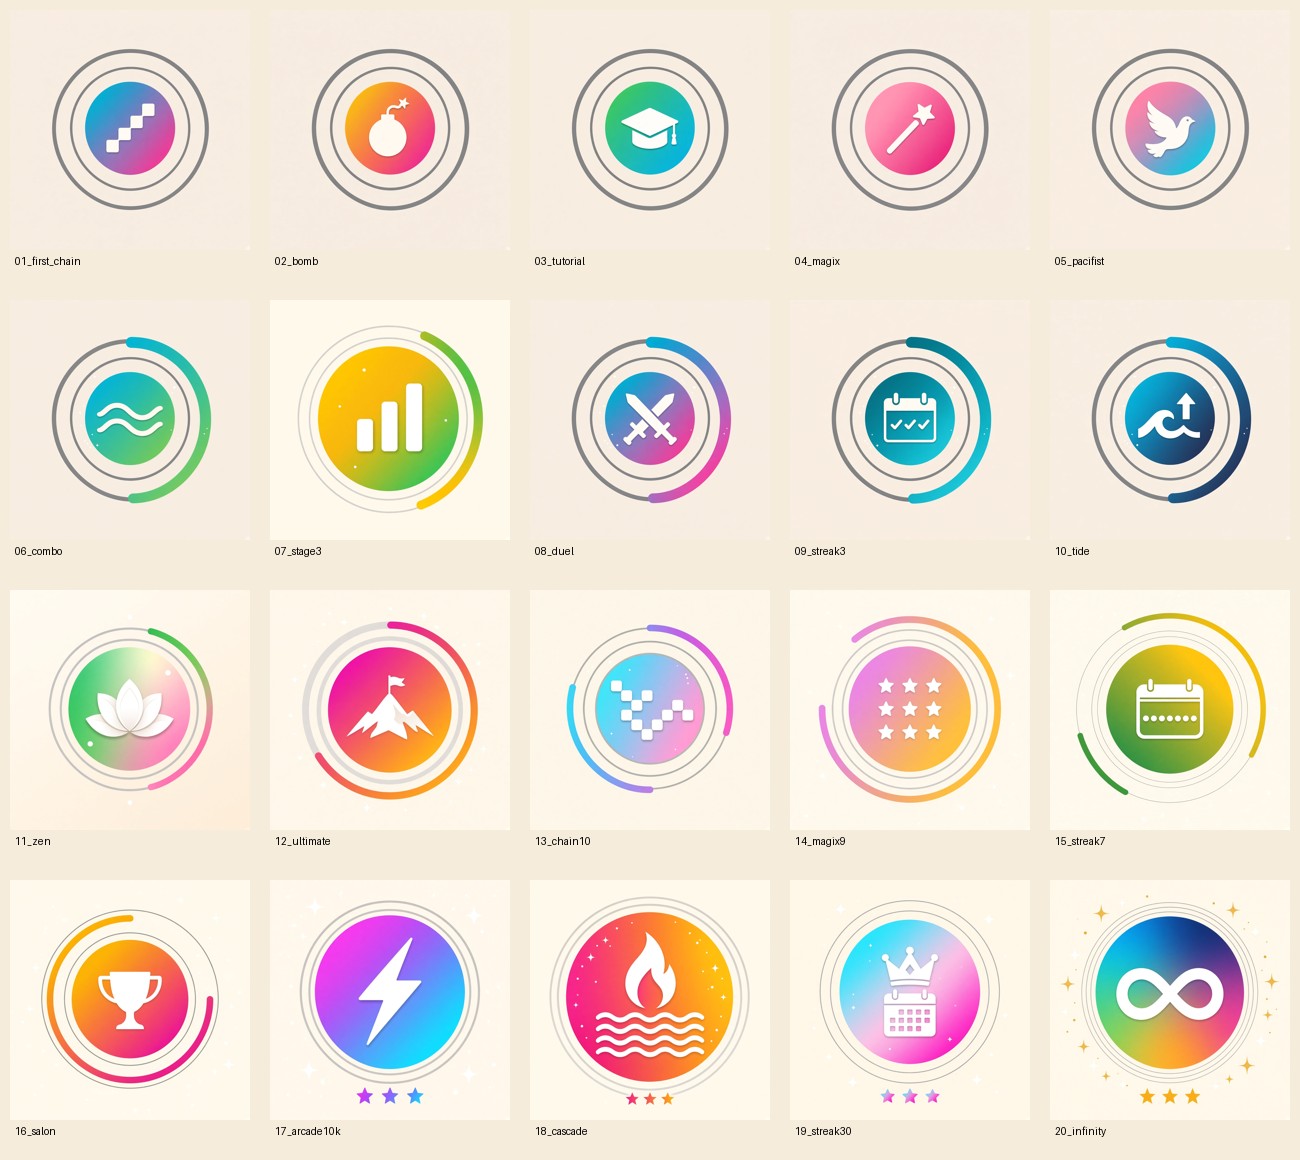 01_first_chain
02_bomb
03_tutorial
04_magix
05_pacifist
06_combo
07_stage3
08_duel
09_streak3
10_tide
11_zen
12_ultimate
13_chain10
14_magix9
15_streak7
16_salon
17_arcade10k
18_cascade
19_streak30
20_infinity